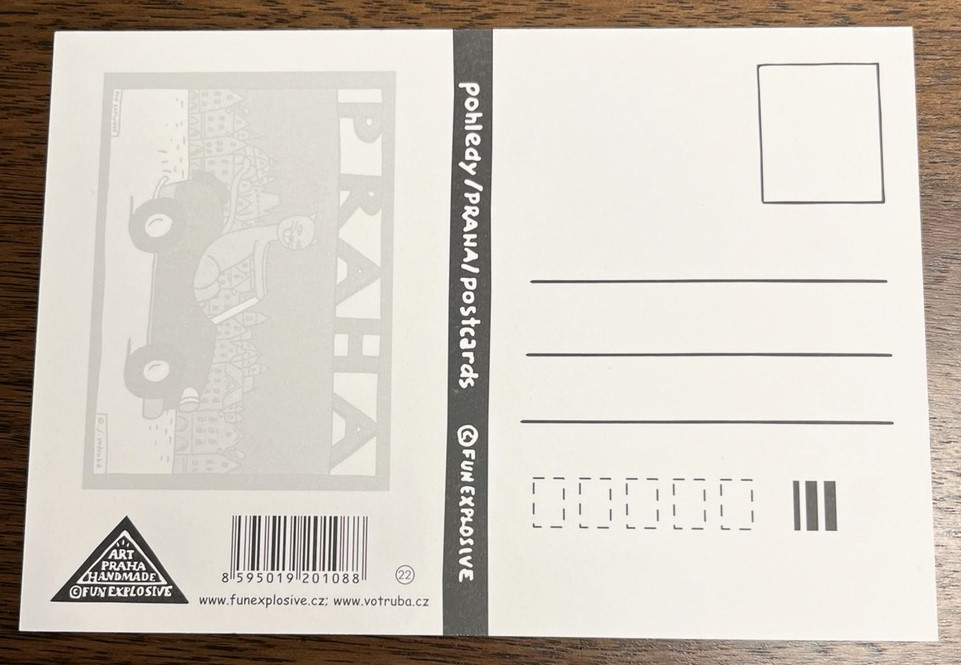 PRAHA
pohledy/PRAHA/postcards ©FUN EXPLOSIVE
ART
PRAHA
HANDMADE
©FUN EXPLOSIVE
8 595019 201088
22
www.funexplosive.cz; www.votruba.cz